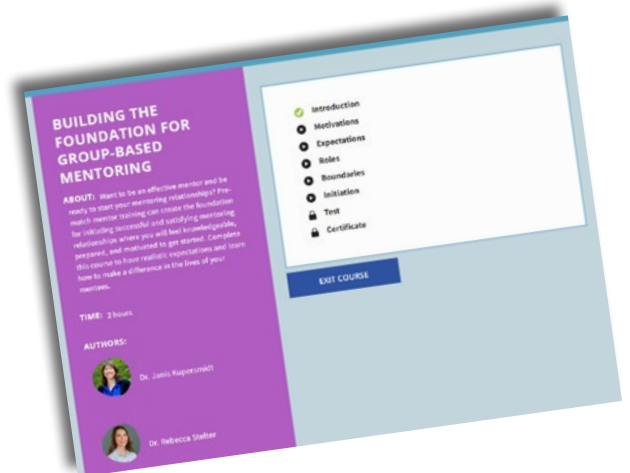 BUILDING THE
FOUNDATION FOR
GROUP-BASED
MENTORING
ABOUT: Want to be an effective mentor and be
ready to start your mentoring relationships? Pre-
match mentor training can create the foundation
for initiating successful and satisfying mentoring
relationships where you will feel knowledgeable,
prepared, and motivated to get started. Complete
this course to have realistic expectations and learn
how to make a difference in the lives of your
mentees.
TIME: 2 hours
AUTHORS:
Dr. Janis Kupersmidt
Dr. Rebecca Stelter
Introduction
Motivations
Expectations
Roles
Boundaries
Initiation
Test
Certificate
EXIT COURSE